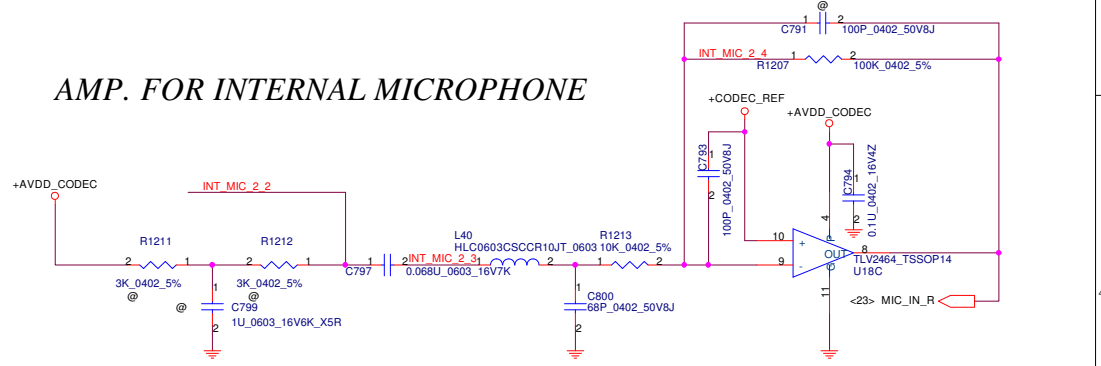 @
1 2
C791 100P_0402_50V8J
INT_MIC_2_4 1 2
R1207 100K_0402_5%
AMP. FOR INTERNAL MICROPHONE
+CODEC_REF
+AVDD_CODEC
C793
1
2
100P_0402_50V8J
C794
1
2
0.1U_0402_16V4Z
+AVDD_CODEC
INT_MIC_2_2
R1211
2 1
3K_0402_5%
@
R1212
2 1
3K_0402_5%
@
1
@ C799
2
1U_0603_16V6K_X5R
1 2
C797
INT_MIC_2_3
0.068U_0603_16V7K
L40
HLC0603CSCCR10JT_0603
1 2
R1213
10K_0402_5%
1 2
1
C800
68P_0402_50V8J
2
10 +
9 -
4
P
OUT 8
G
11
TLV2464_TSSOP14
U18C
<23> MIC_IN_R
4